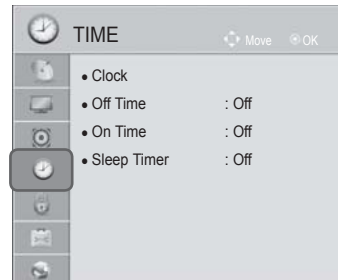 TIME Move OK
• Clock
• Off Time : Off
• On Time : Off
• Sleep Timer : Off